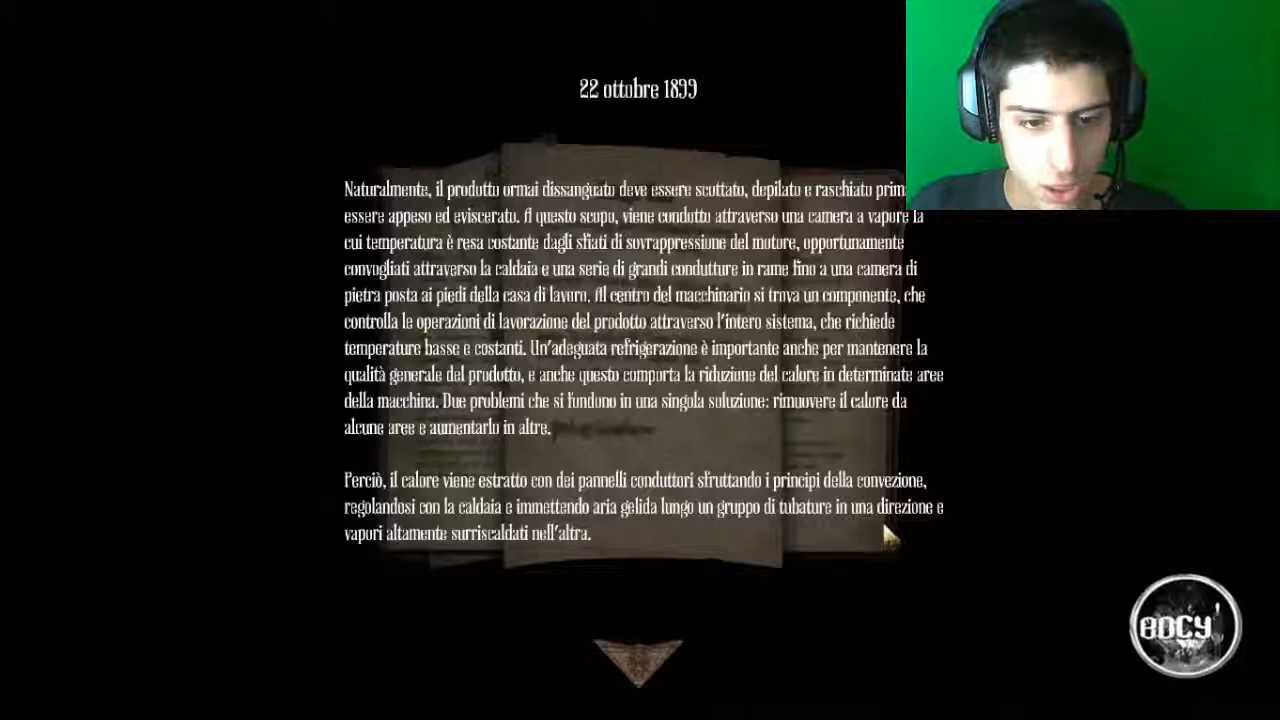 22 ottobre 1899
Naturalmente, il prodotto ormai dissanguato deve essere scottato, depilato e raschiato prim
essere appeso ed eviscerato. A questo scopo, viene condotto attraverso una camera a vapore la
cui temperatura è resa costante dagli sfiati di sovrappressione del motore, opportunamente
convogliati attraverso la caldaia e una serie di grandi condutture in rame fino a una camera di
pietra posta ai piedi della casa di lavoro. Al centro del macchinario si trova un componente, che
controlla le operazioni di lavorazione del prodotto attraverso l'intero sistema, che richiede
temperature basse e costanti. Un'adeguata refrigerazione è importante anche per mantenere la
qualità generale del prodotto, e anche questo comporta la riduzione del calore in determinate aree
della macchina. Due problemi che si fondono in una singola soluzione: rimuovere il calore da
alcune aree e aumentarlo in altre.
Perciò, il calore viene estratto con dei pannelli conduttori sfruttando i principi della convezione,
regolandosi con la caldaia e immettendo aria gelida lungo un gruppo di tubature in una direzione e
vapori altamente surriscaldati nell'altra.